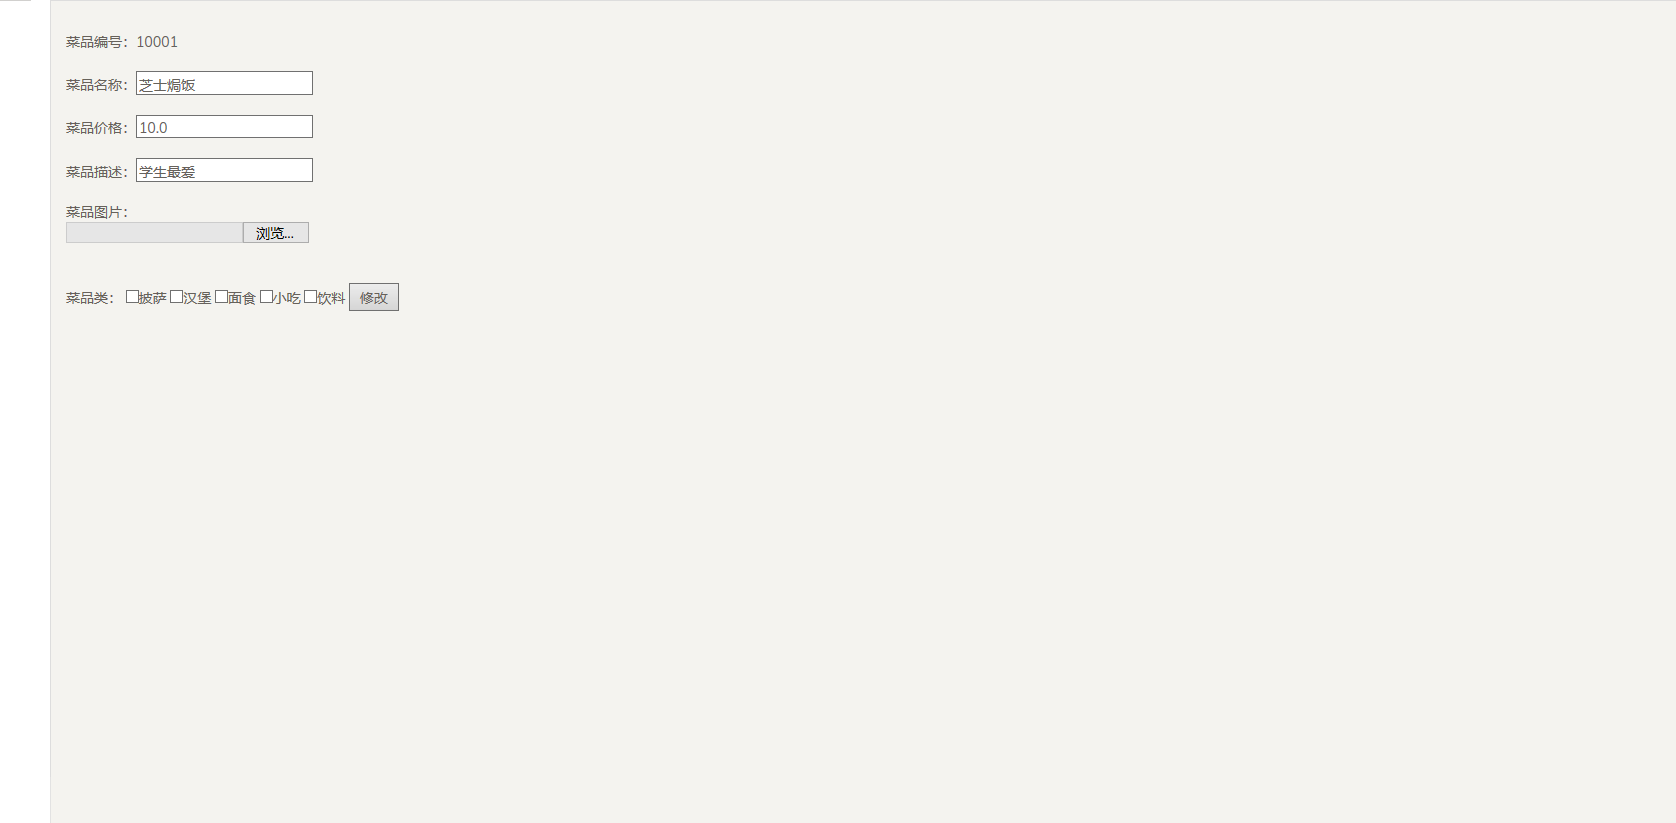 菜品编号：10001
菜品名称：芝士焗饭
菜品价格：10.0
菜品描述：学生最爱
菜品图片：
浏览...
菜品类： 披萨 汉堡 面食 小吃 饮料 修改